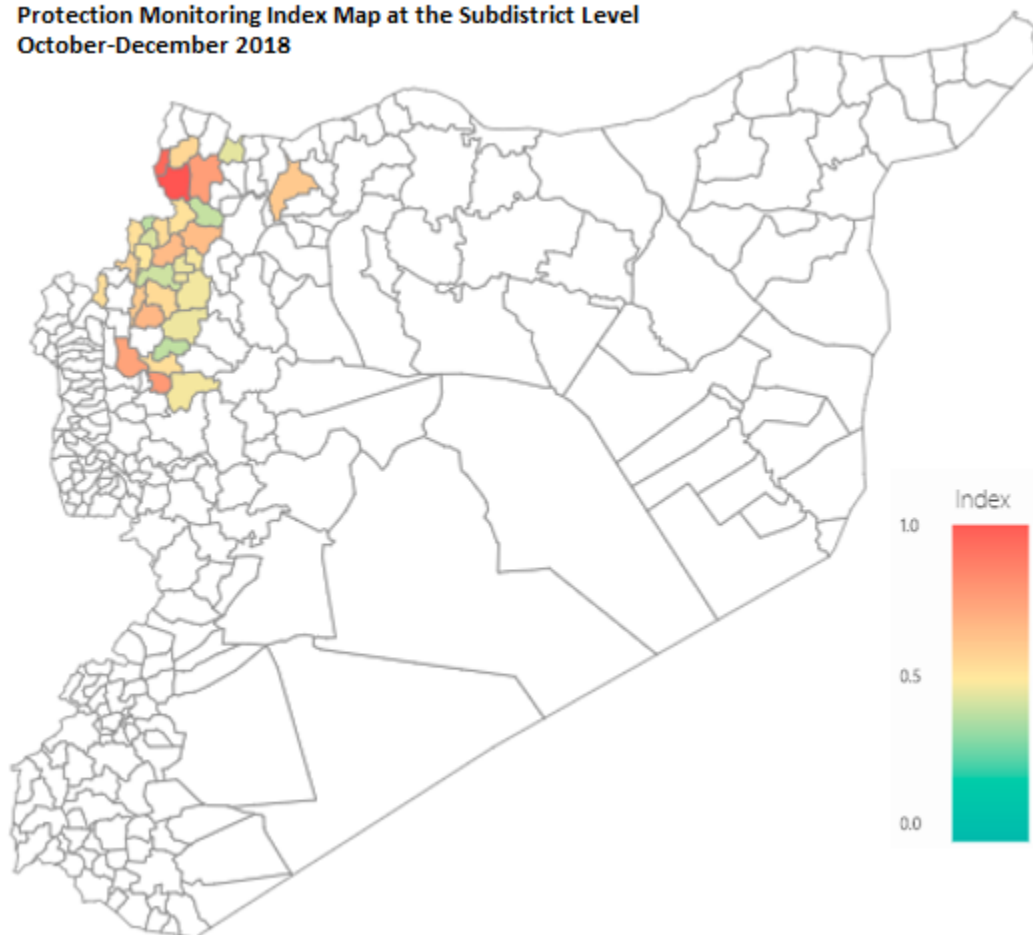 Protection Monitoring Index Map at the Subdistrict Level
October-December 2018
Index
1.0
0.5
0.0